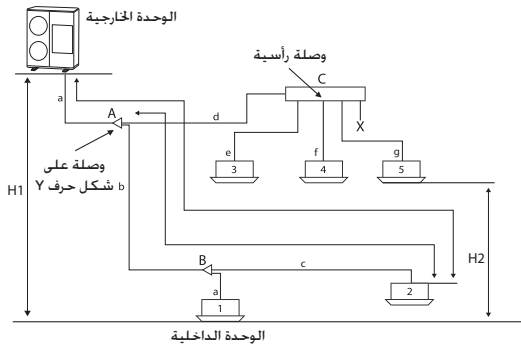 الوحدة الخارجية
وصلة رأسية
C
a
A
d
X
وصلة على
شكل حرف Y
b
e
f
g
3
4
5
H1
H2
B
c
a
2
1
الوحدة الداخلية